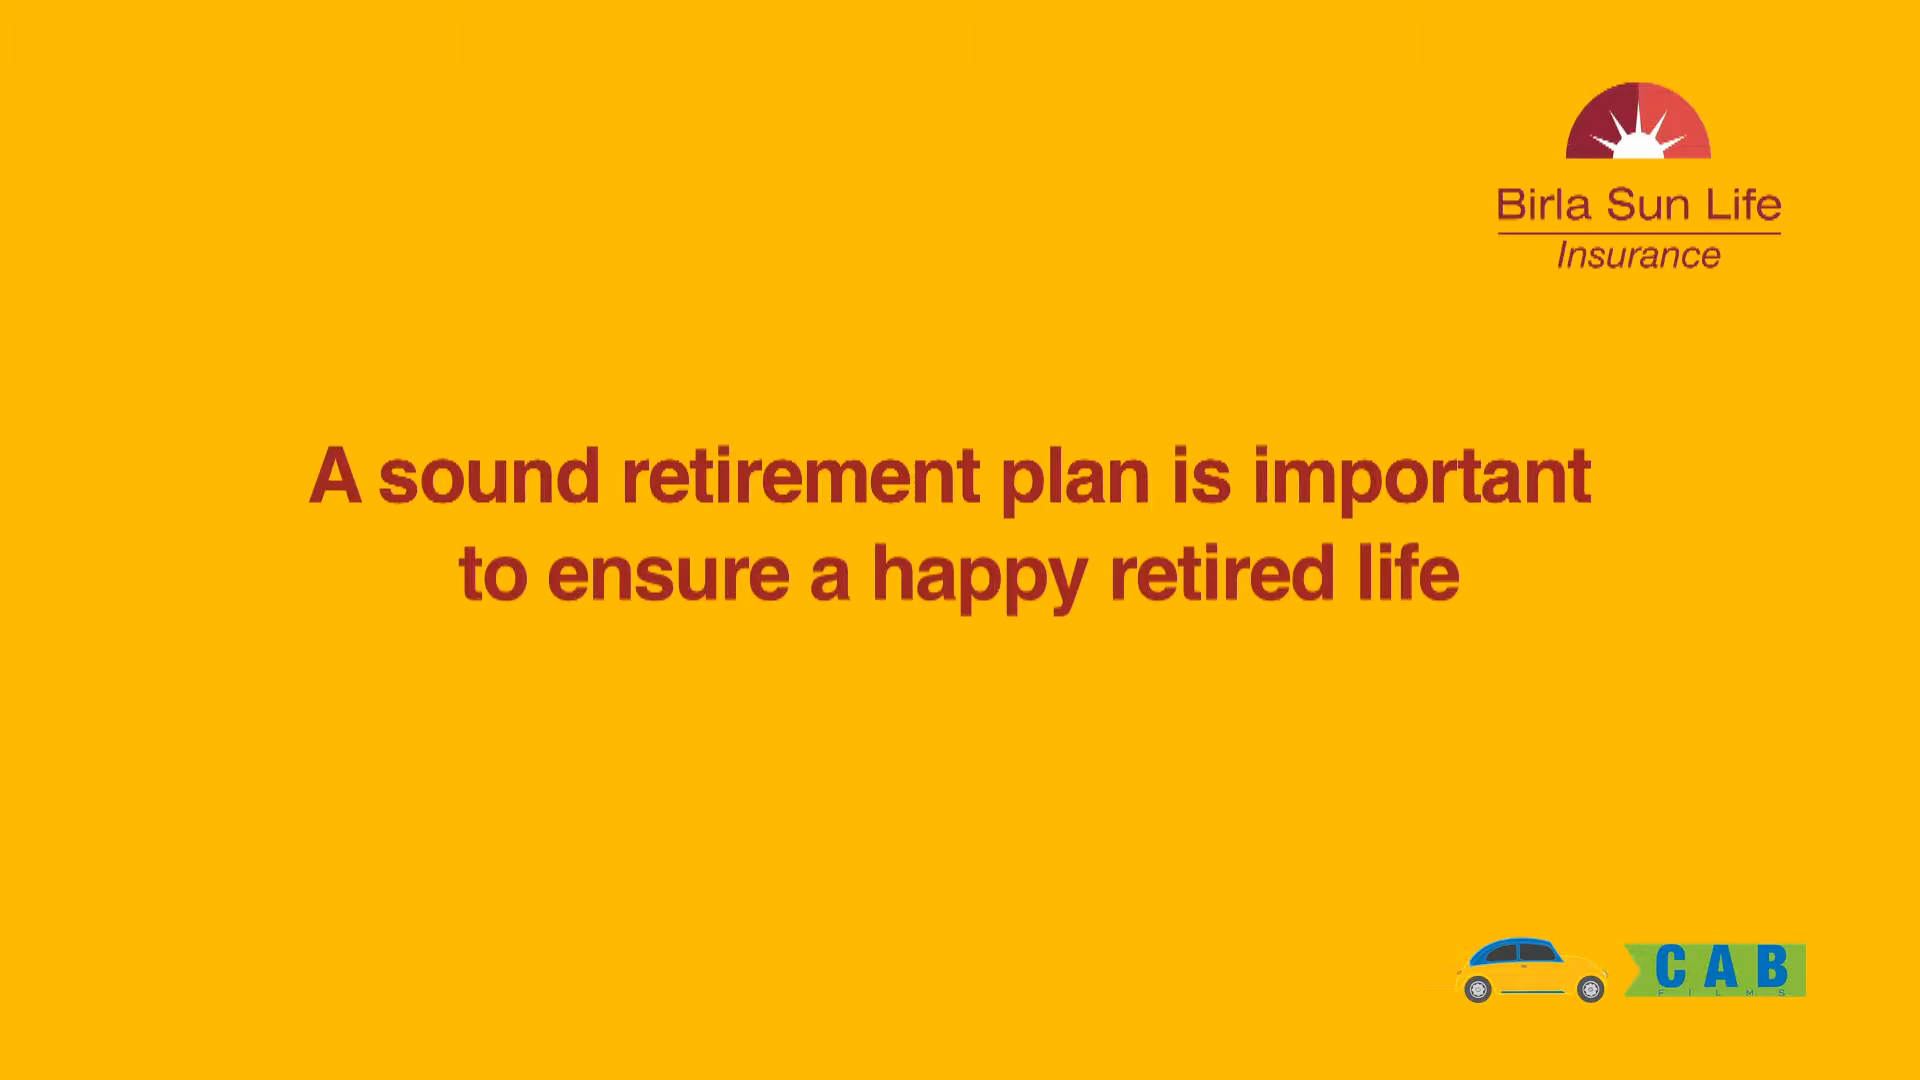 Birla Sun Life
Insurance
A sound retirement plan is important
to ensure a happy retired life
CAB
FILMS